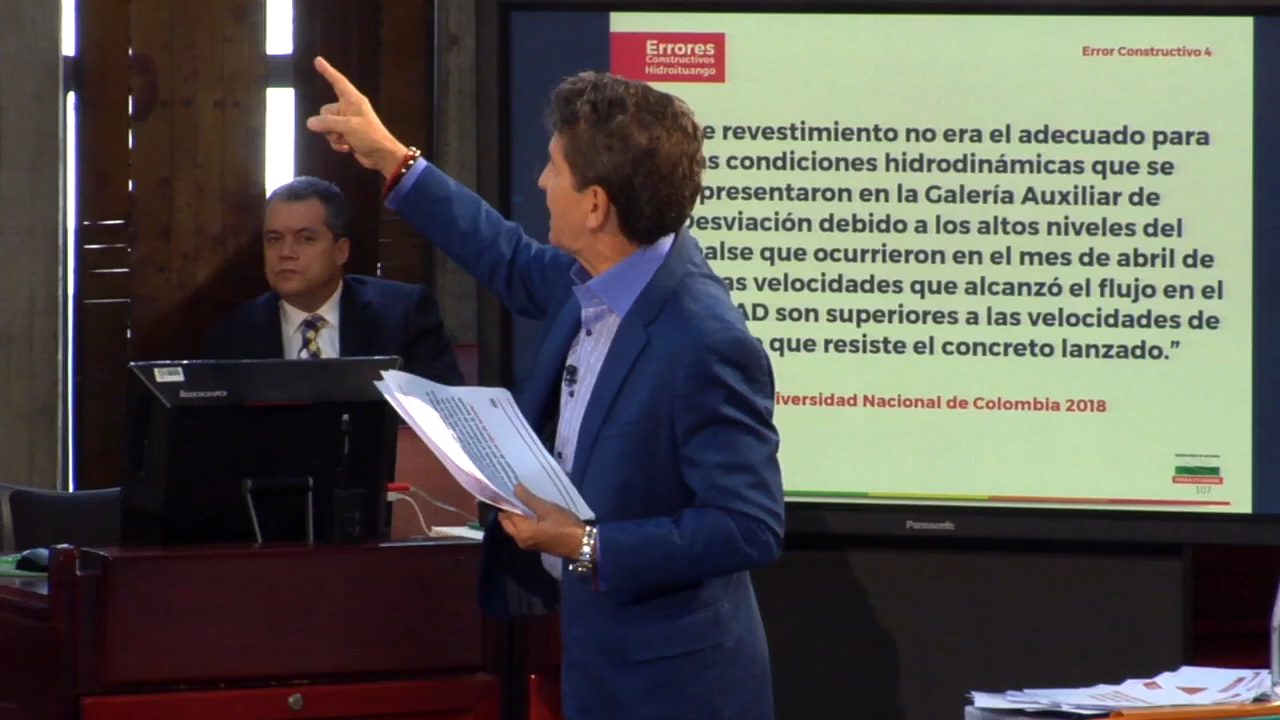 Errores
Constructivos
Hidroituango
Error Constructivo 4
e revestimiento no era el adecuado para
as condiciones hidrodinámicas que se
presentaron en la Galería Auxiliar de
Desviación debido a los altos niveles del
alse que ocurrieron en el mes de abril de
as velocidades que alcanzó el flujo en el
AD son superiores a las velocidades de
que resiste el concreto lanzado.”
iversidad Nacional de Colombia 2018
107
Panasonic
lenovo